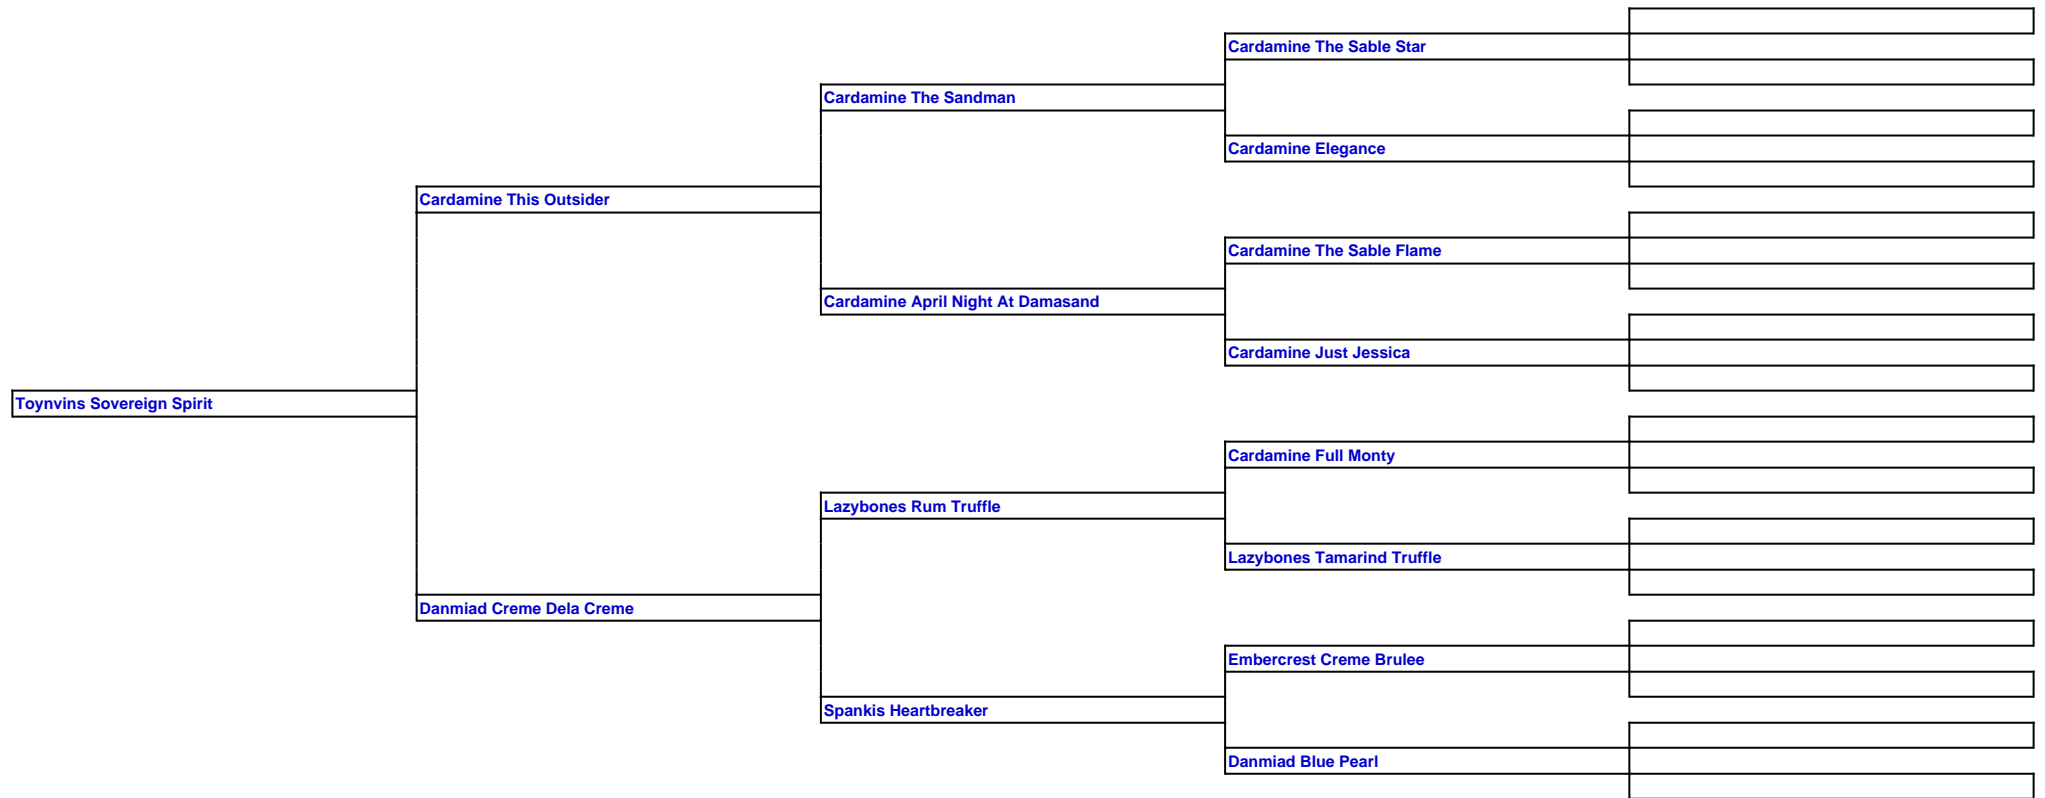 Cardamine The Sable Star
Cardamine The Sandman
Cardamine Elegance
Cardamine This Outsider
Cardamine The Sable Flame
Cardamine April Night At Damasand
Cardamine Just Jessica
Toynvins Sovereign Spirit
Cardamine Full Monty
Lazybones Rum Truffle
Lazybones Tamarind Truffle
Danmiad Creme Dela Creme
Embercrest Creme Brulee
Spankis Heartbreaker
Danmiad Blue Pearl